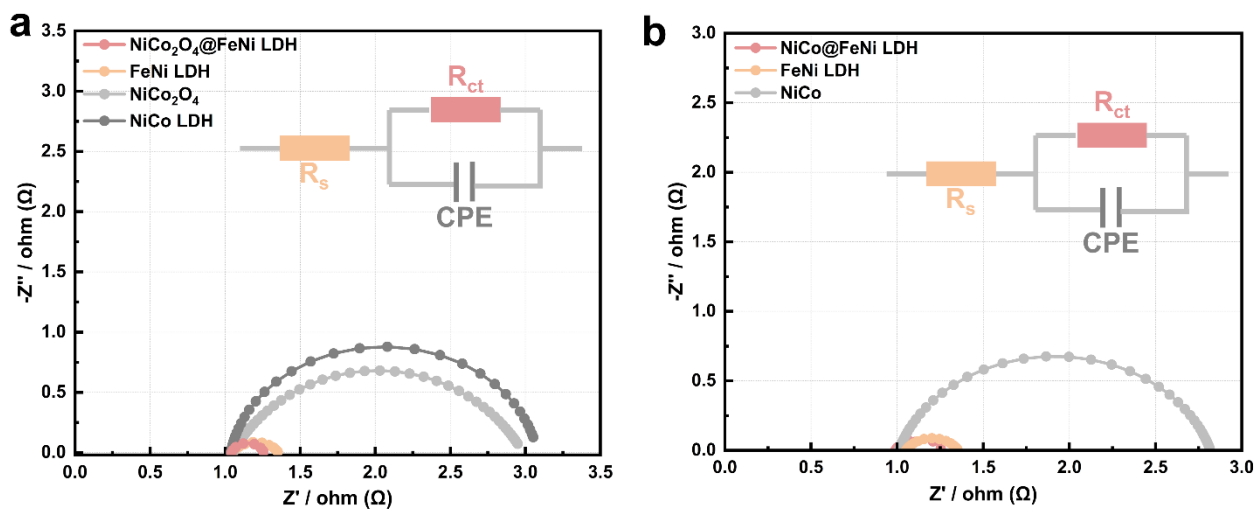 a
3.5
3.0
2.5
2.0
1.5
1.0
0.5
0.0
-Z'' / ohm (Ω)
NiCo₂O₄@FeNi LDH
FeNi LDH
NiCo₂O₄
NiCo LDH
Rct
Rs
CPE
0.0 0.5 1.0 1.5 2.0 2.5 3.0 3.5
Z' / ohm (Ω)
b
3.0
2.5
2.0
1.5
1.0
0.5
0.0
-Z'' / ohm (Ω)
NiCo@FeNi LDH
FeNi LDH
NiCo
Rct
Rs
CPE
0.0 0.5 1.0 1.5 2.0 2.5 3.0
Z' / ohm (Ω)